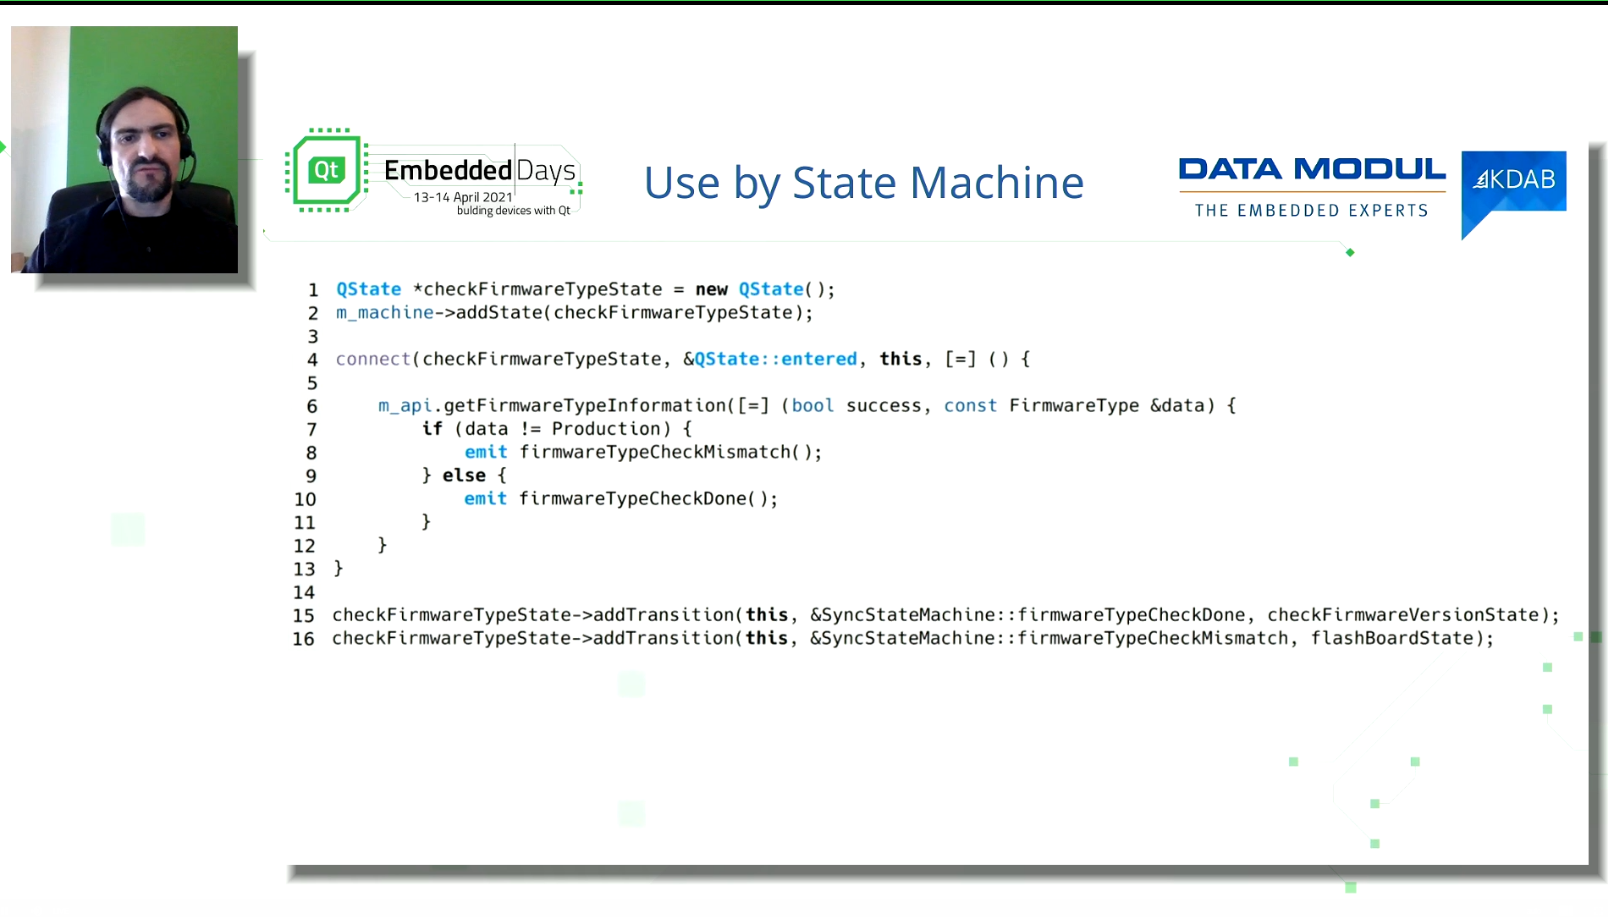 Qt
Embedded Days
13-14 April 2021
bulding devices with Qt
Use by State Machine
DATA MODUL
THE EMBEDDED EXPERTS
KDAB
1 QState *checkFirmwareTypeState = new QState();
2 m_machine->addState(checkFirmwareTypeState);
3
4 connect(checkFirmwareTypeState, &QState::entered, this, [=] () {
5
6     m_api.getFirmwareTypeInformation([=] (bool success, const FirmwareType &data) {
7         if (data != Production) {
8             emit firmwareTypeCheckMismatch();
9         } else {
10             emit firmwareTypeCheckDone();
11         }
12     }
13 }
14
15 checkFirmwareTypeState->addTransition(this, &SyncStateMachine::firmwareTypeCheckDone, checkFirmwareVersionState);
16 checkFirmwareTypeState->addTransition(this, &SyncStateMachine::firmwareTypeCheckMismatch, flashBoardState);